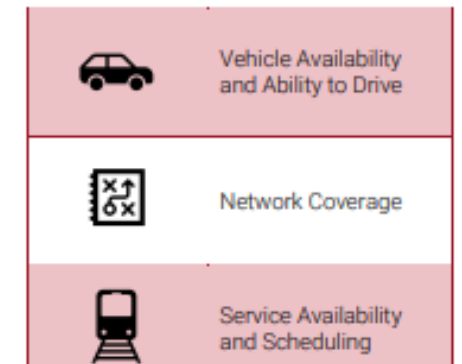 Vehicle Availability
and Ability to Drive
Network Coverage
Service Availability
and Scheduling